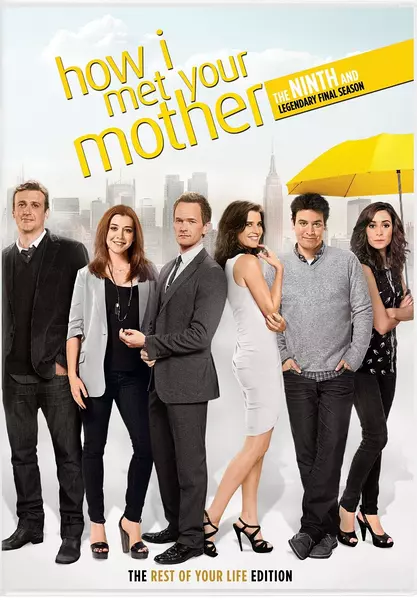 how i
met your
mother
THE NINTH AND
LEGENDARY FINAL SEASON
THE REST OF YOUR LIFE EDITION